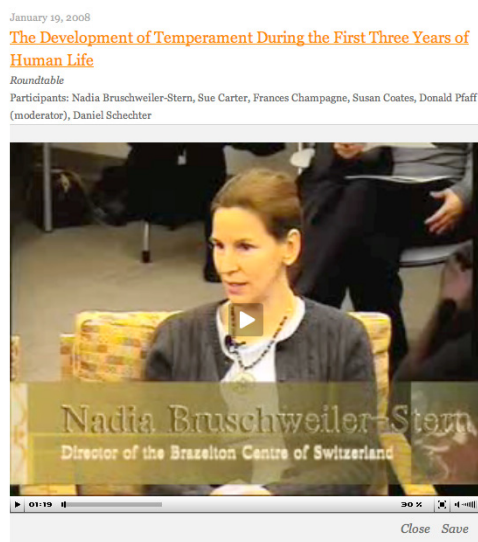 January 19, 2008
The Development of Temperament During the First Three Years of
Human Life
Roundtable
Participants: Nadia Bruschweiler-Stern, Sue Carter, Frances Champagne, Susan Coates, Donald Pfaff
(moderator), Daniel Schechter
Nadia Bruschweiler-Stern
Director of the Brazelton Centre of Switzerland
01:19 30 %
Close Save